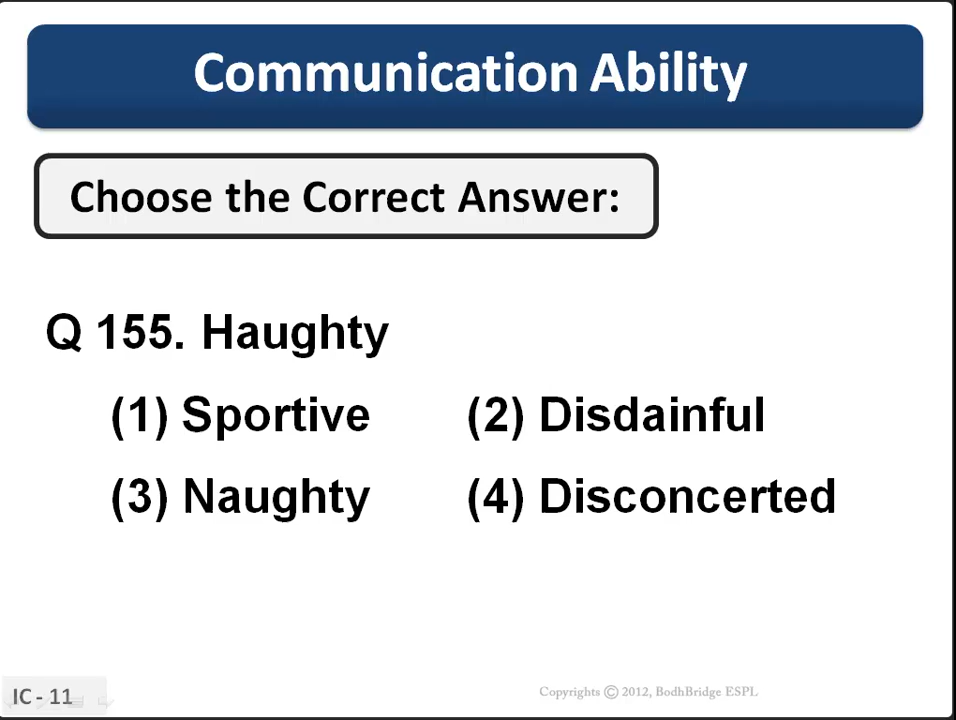 Communication Ability
Choose the Correct Answer:
Q 155. Haughty
(1) Sportive (2) Disdainful
(3) Naughty (4) Disconcerted
IC - 11
Copyrights © 2012, BodhBridge ESPL